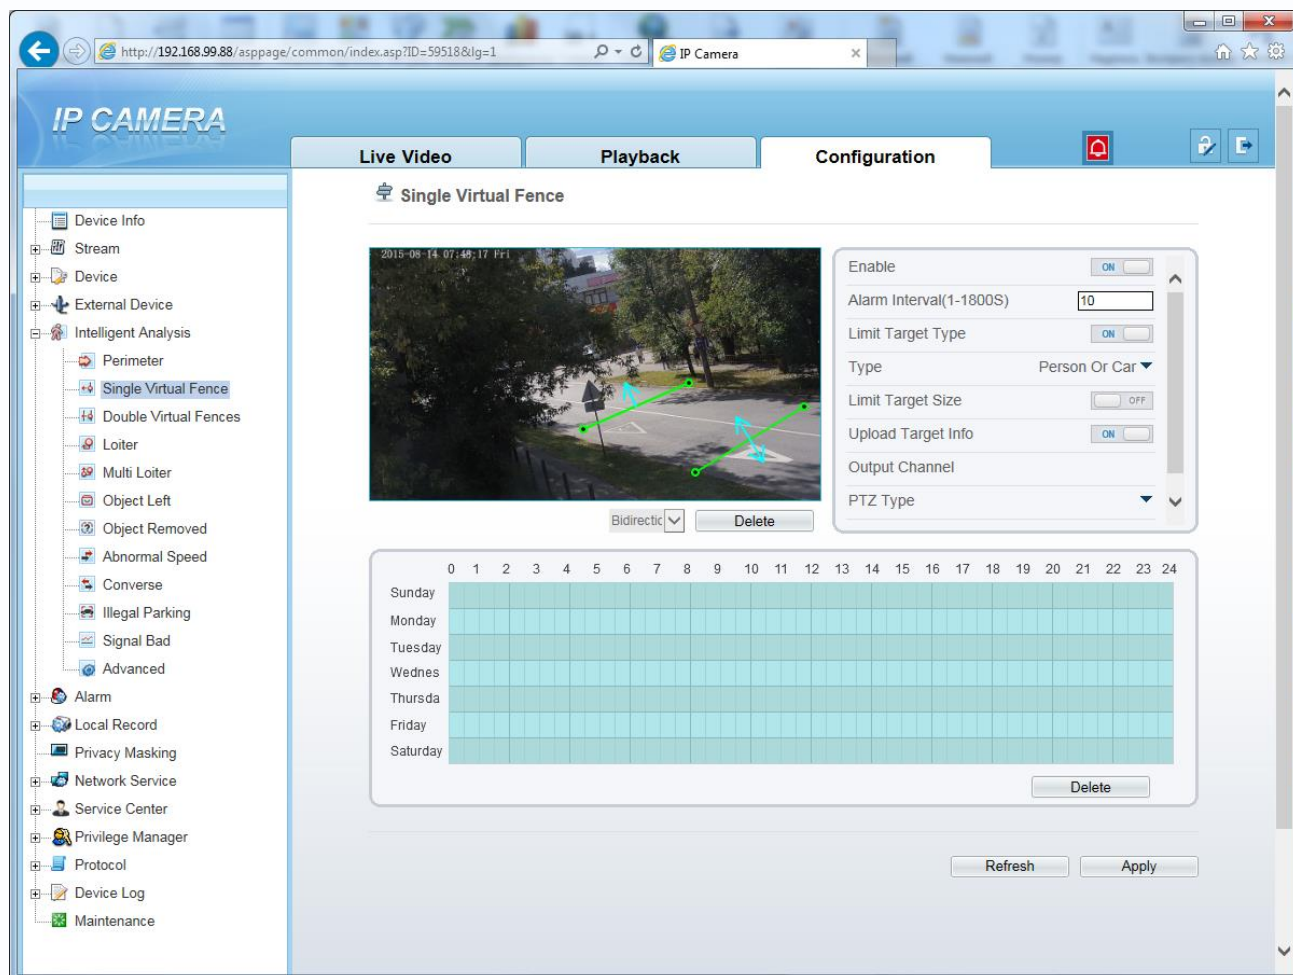 http://192.168.99.88/asppage/common/index.asp?ID=59518&lg=1
IP Camera
IP CAMERA
Live Video
Playback
Configuration
Single Virtual Fence
Device Info
Stream
Device
External Device
Intelligent Analysis
Perimeter
Single Virtual Fence
Double Virtual Fences
Loiter
Multi Loiter
Object Left
Object Removed
Abnormal Speed
Converse
Illegal Parking
Signal Bad
Advanced
Alarm
Local Record
Privacy Masking
Network Service
Service Center
Privilege Manager
Protocol
Device Log
Maintenance
2015-08-14 07:48:17 Fri
Bidirectic
Delete
Enable ON
Alarm Interval(1-1800S) 10
Limit Target Type ON
Type Person Or Car
Limit Target Size OFF
Upload Target Info ON
Output Channel
PTZ Type
0 1 2 3 4 5 6 7 8 9 10 11 12 13 14 15 16 17 18 19 20 21 22 23 24
Sunday
Monday
Tuesday
Wednes
Thursda
Friday
Saturday
Delete
Refresh
Apply